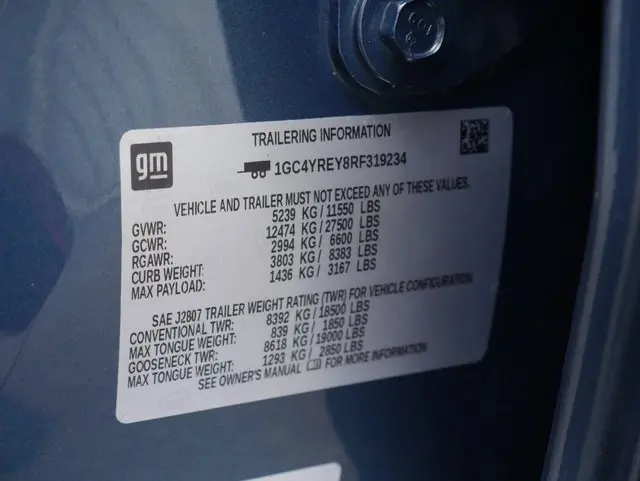 001
gm
TRAILERING INFORMATION
1GC4YREY8RF319234
VEHICLE AND TRAILER MUST NOT EXCEED ANY OF THESE VALUES.
GVWR: 5239 KG / 11550 LBS
GCWR: 12474 KG / 27500 LBS
RGAWR: 2994 KG / 6600 LBS
CURB WEIGHT: 3803 KG / 8383 LBS
MAX PAYLOAD: 1436 KG / 3167 LBS
SAE J2807 TRAILER WEIGHT RATING (TWR) FOR VEHICLE CONFIGURATION
CONVENTIONAL TWR: 8392 KG / 18500 LBS
MAX TONGUE WEIGHT: 839 KG / 1850 LBS
GOOSENECK TWR: 8618 KG / 19000 LBS
MAX TONGUE WEIGHT: 1293 KG / 2850 LBS
SEE OWNER'S MANUAL FOR MORE INFORMATION